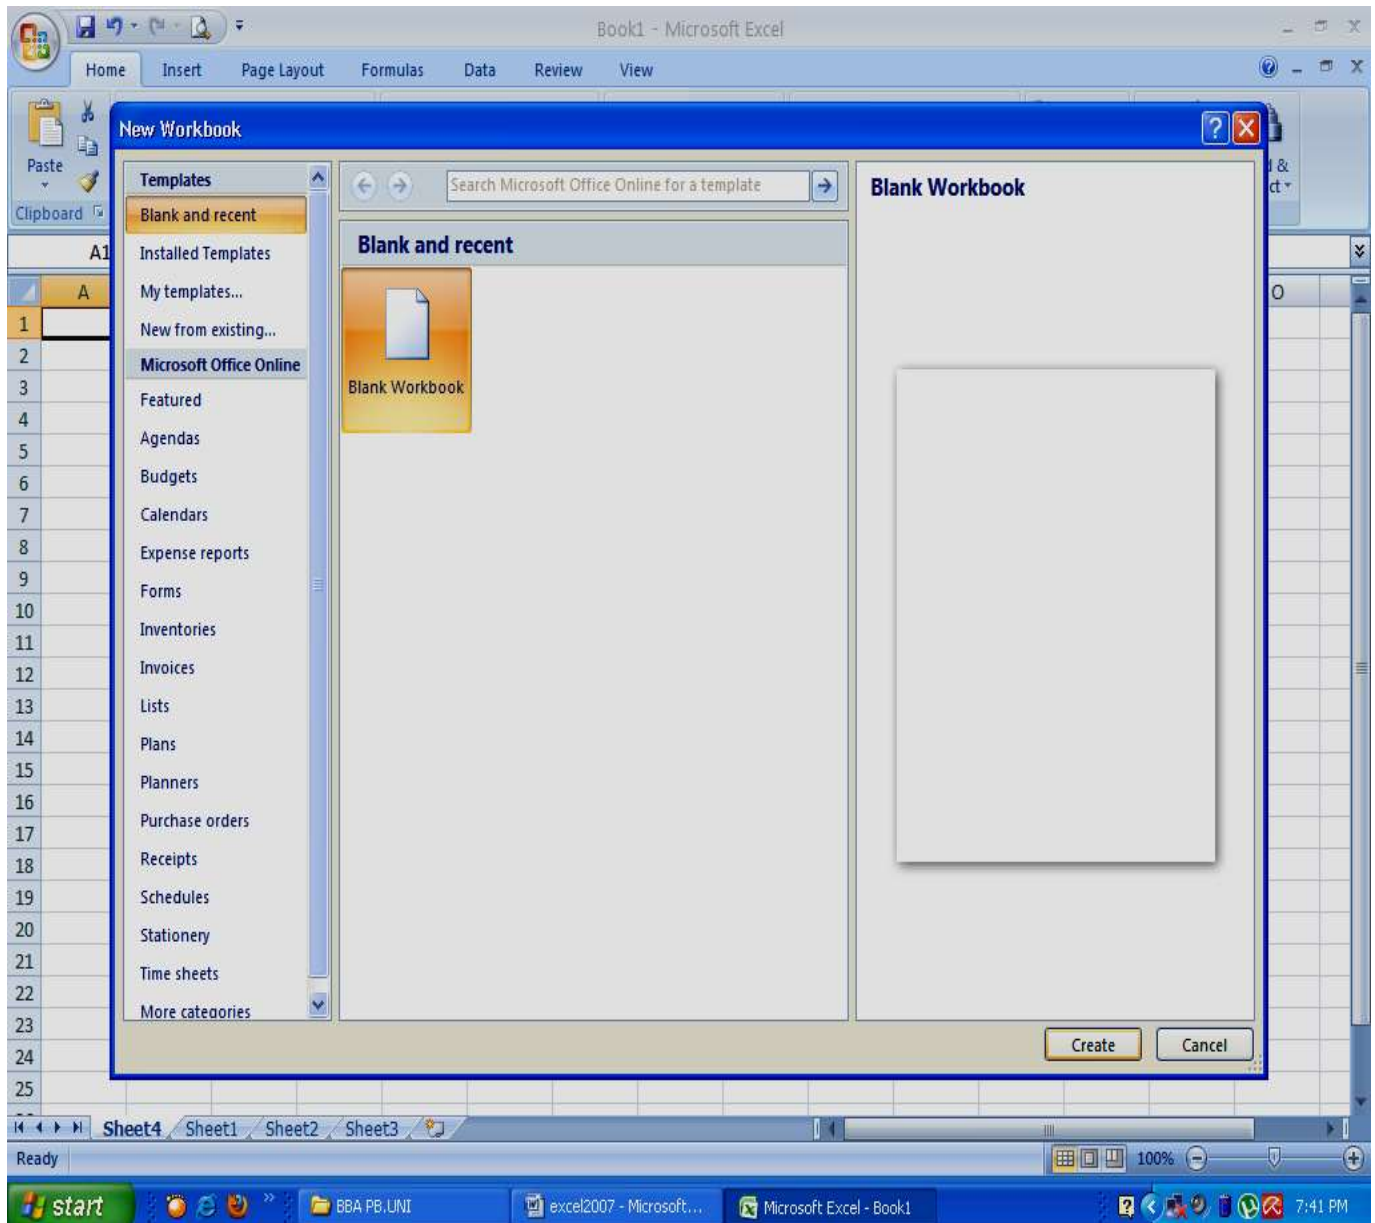 Book1 - Microsoft Excel
Home Insert Page Layout Formulas Data Review View
New Workbook
Paste
Clipboard
&
ct
Templates
Blank and recent
Installed Templates
My templates...
New from existing...
Microsoft Office Online
Featured
Agendas
Budgets
Calendars
Expense reports
Forms
Inventories
Invoices
Lists
Plans
Planners
Purchase orders
Receipts
Schedules
Stationery
Time sheets
More categories
Search Microsoft Office Online for a template
Blank and recent
Blank Workbook
Blank Workbook
Create Cancel
A1
A O
1
2
3
4
5
6
7
8
9
10
11
12
13
14
15
16
17
18
19
20
21
22
23
24
25
Sheet4 Sheet1 Sheet2 Sheet3
Ready 100%
start BBA PB.UNI excel2007 - Microsoft... Microsoft Excel - Book1 7:41 PM